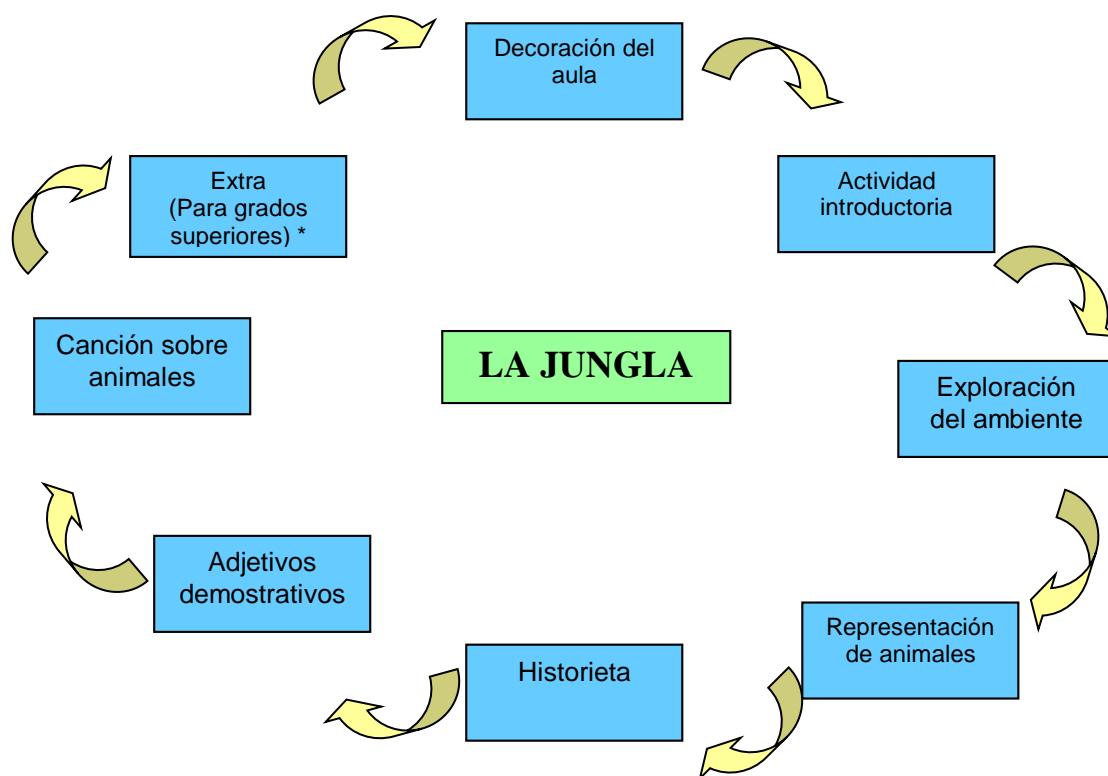 Decoración del
aula
Actividad
introductoria
Exploración
del ambiente
Representación
de animales
Historieta
Adjetivos
demostrativos
Canción sobre
animales
Extra
(Para grados
superiores) *
LA JUNGLA